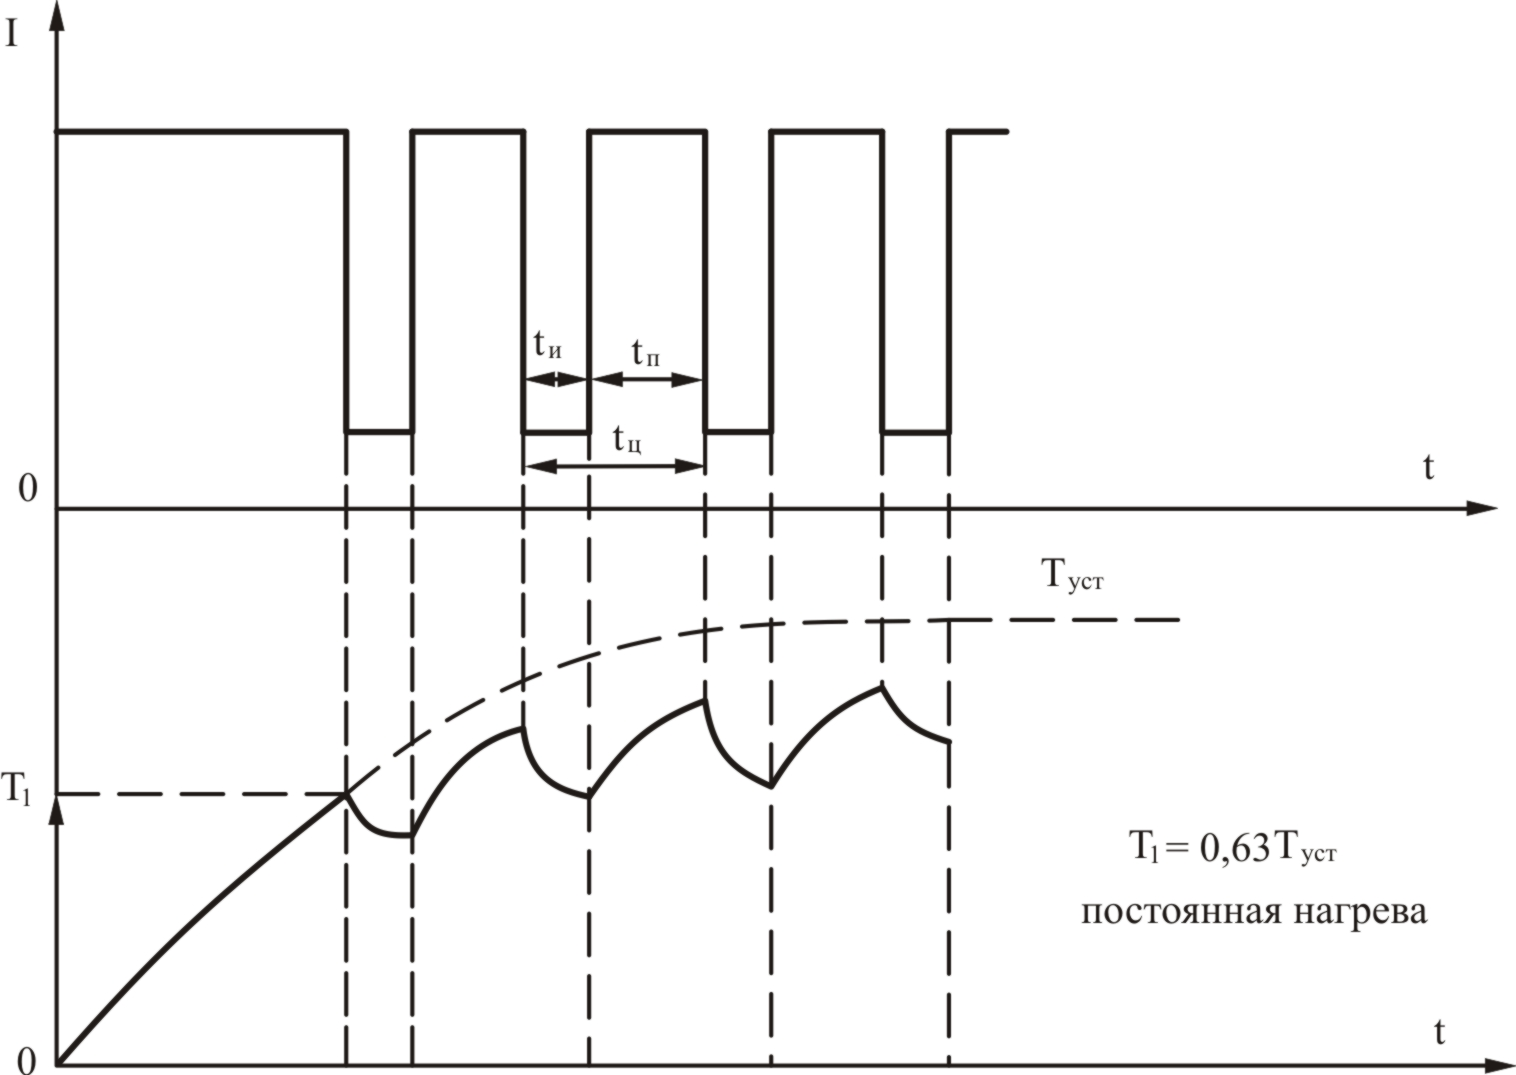 I
tи
tп
tц
t
0
Tуст
T1
T1= 0,63Tуст
постоянная нагрева
t
0